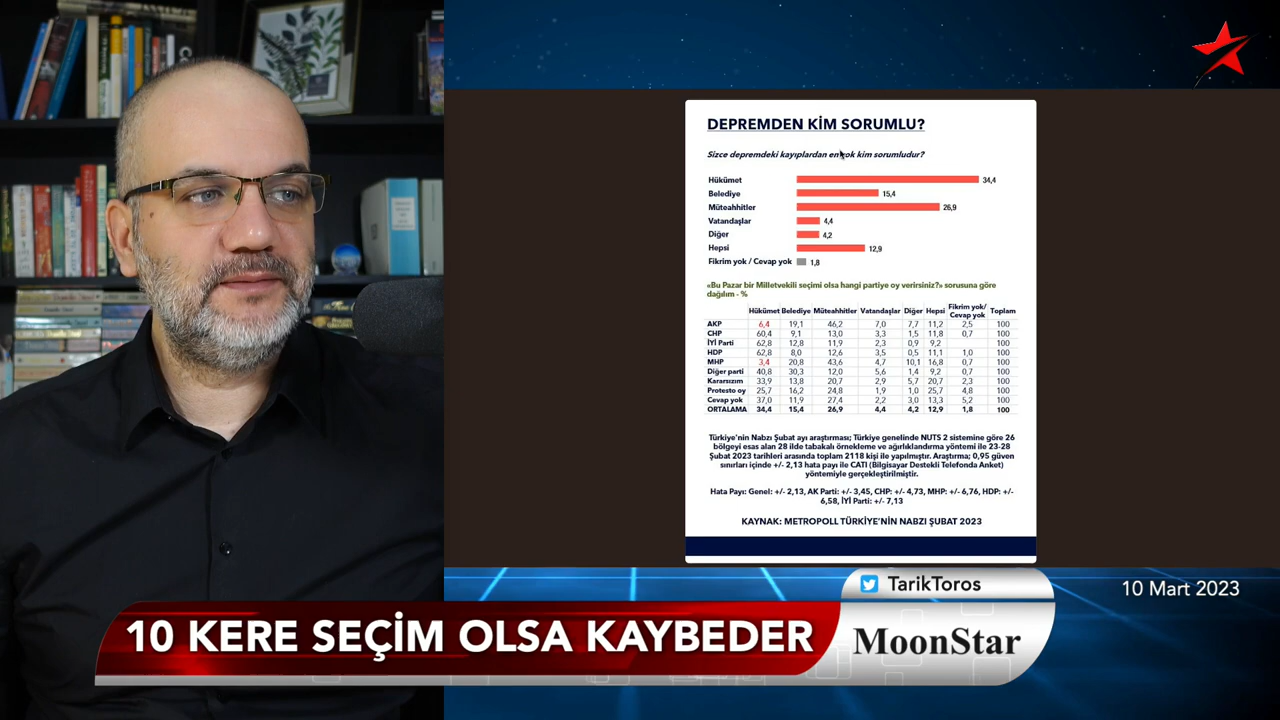 DEPREMDEN KİM SORUMLU?
Sizce depremdeki kayıplardan en çok kim sorumludur?
Hükümet 34,4
Belediye 15,4
Müteahhitler 26,9
Vatandaşlar 4,4
Diğer 4,2
Hepsi 12,9
Fikrim yok / Cevap yok 1,8
«Bu Pazar bir Milletvekili seçimi olsa hangi partiye oy verirsiniz?» sorusuna göre
dağılım - %
Hükümet Belediye Müteahhitler Vatandaşlar Diğer Hepsi Fikrim yok/ Cevap yok Toplam
AKP 6,4 19,1 46,2 7,0 7,7 11,2 2,5 100
CHP 60,4 9,1 13,0 3,3 1,5 11,8 0,7 100
İYİ Parti 62,8 12,8 11,9 2,3 0,9 9,2 100
HDP 62,8 8,0 12,6 3,5 0,5 11,1 1,0 100
MHP 3,4 20,8 43,6 4,7 10,1 16,8 0,7 100
Diğer parti 40,8 30,3 12,0 5,6 1,4 9,2 0,7 100
Kararsızım 33,9 13,8 20,7 2,9 5,7 20,7 2,3 100
Protesto oy 25,7 16,2 24,8 1,9 1,0 25,7 4,8 100
Cevap yok 37,0 11,9 27,4 2,2 3,0 13,3 5,2 100
ORTALAMA 34,4 15,4 26,9 4,4 4,2 12,9 1,8 100
Türkiye'nin Nabzı Şubat ayı araştırması; Türkiye genelinde NUTS 2 sistemine göre 26
bölgeyi esas alan 28 ilde tabakalı örnekleme ve ağırlıklandırma yöntemi ile 23-28
Şubat 2023 tarihleri arasında toplam 2118 kişi ile yapılmıştır. Araştırma; 0,95 güven
sınırları içinde +/- 2,13 hata payı ile CATI (Bilgisayar Destekli Telefonda Anket)
yöntemiyle gerçekleştirilmiştir.
Hata Payı: Genel: +/- 2,13, AK Parti: +/- 3,45, CHP: +/- 4,73, MHP: +/- 6,76, HDP: +/-
6,58, İYİ Parti: +/- 7,13
KAYNAK: METROPOLL TÜRKİYE'NİN NABZI ŞUBAT 2023
TarikToros
10 Mart 2023
10 KERE SEÇİM OLSA KAYBEDER
MoonStar